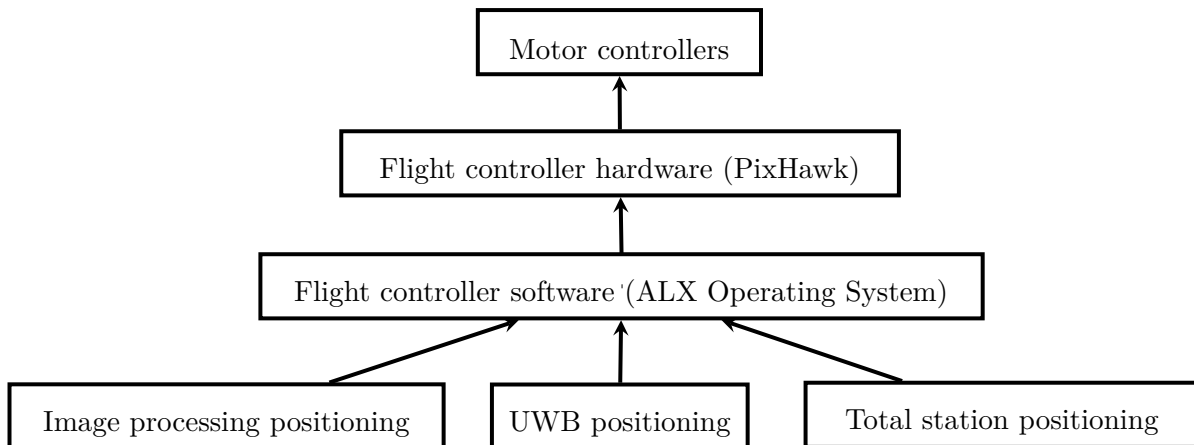 Motor controllers
Flight controller hardware (PixHawk)
Flight controller software (ALX Operating System)
Image processing positioning
UWB positioning
Total station positioning